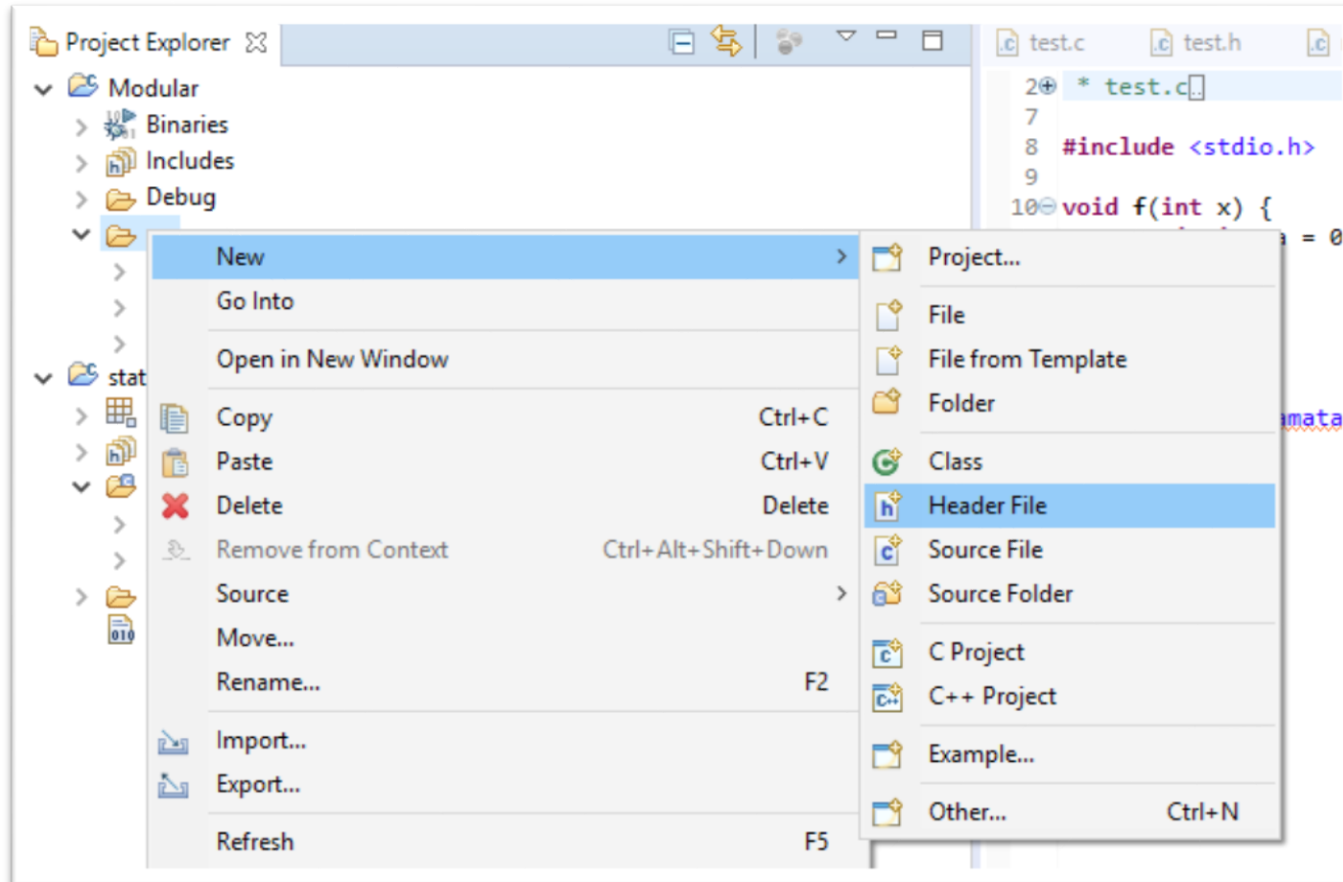 Project Explorer
test.c
test.h
Modular
Binaries
Includes
Debug
stat
2 * test.c
7
8 #include <stdio.h>
9
10 void f(int x) {
= 0
amata
New
Go Into
Open in New Window
Copy Ctrl+C
Paste Ctrl+V
Delete Delete
Remove from Context Ctrl+Alt+Shift+Down
Source
Move...
Rename... F2
Import...
Export...
Refresh F5
Project...
File
File from Template
Folder
Class
Header File
Source File
Source Folder
C Project
C++ Project
Example...
Other... Ctrl+N